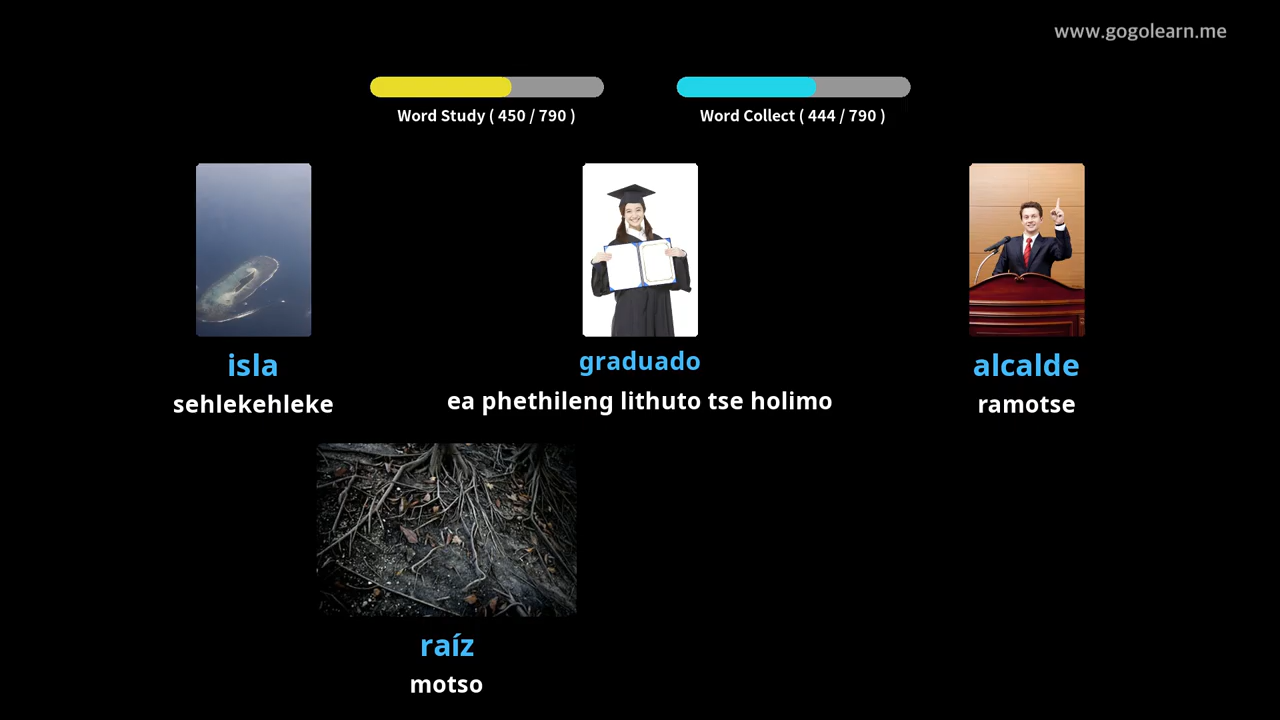 www.gogolearn.me
Word Study ( 450 / 790 )
Word Collect ( 444 / 790 )
isla
sehlekehleke
graduado
ea phethileng lithuto tse holimo
alcalde
ramotse
raíz
motso